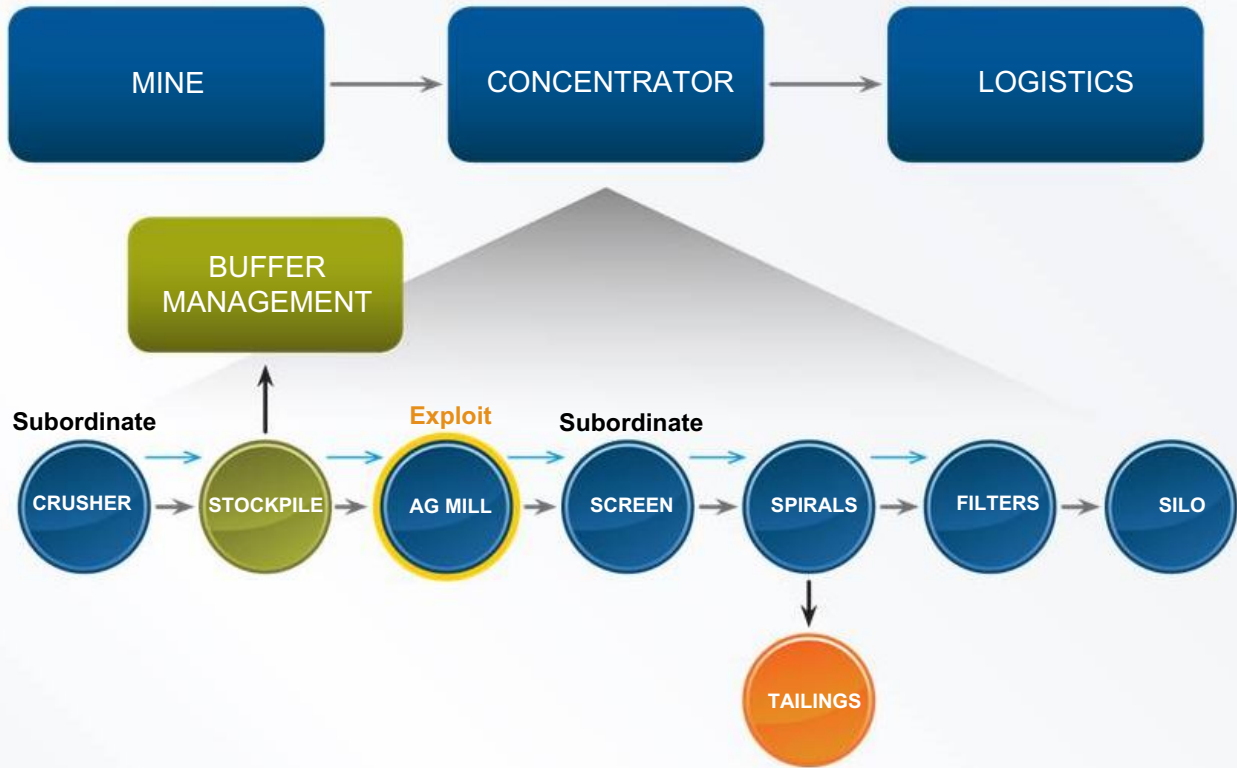 MINE
CONCENTRATOR
LOGISTICS
BUFFER
MANAGEMENT
Subordinate
Exploit
Subordinate
CRUSHER
STOCKPILE
AG MILL
SCREEN
SPIRALS
FILTERS
SILO
TAILINGS